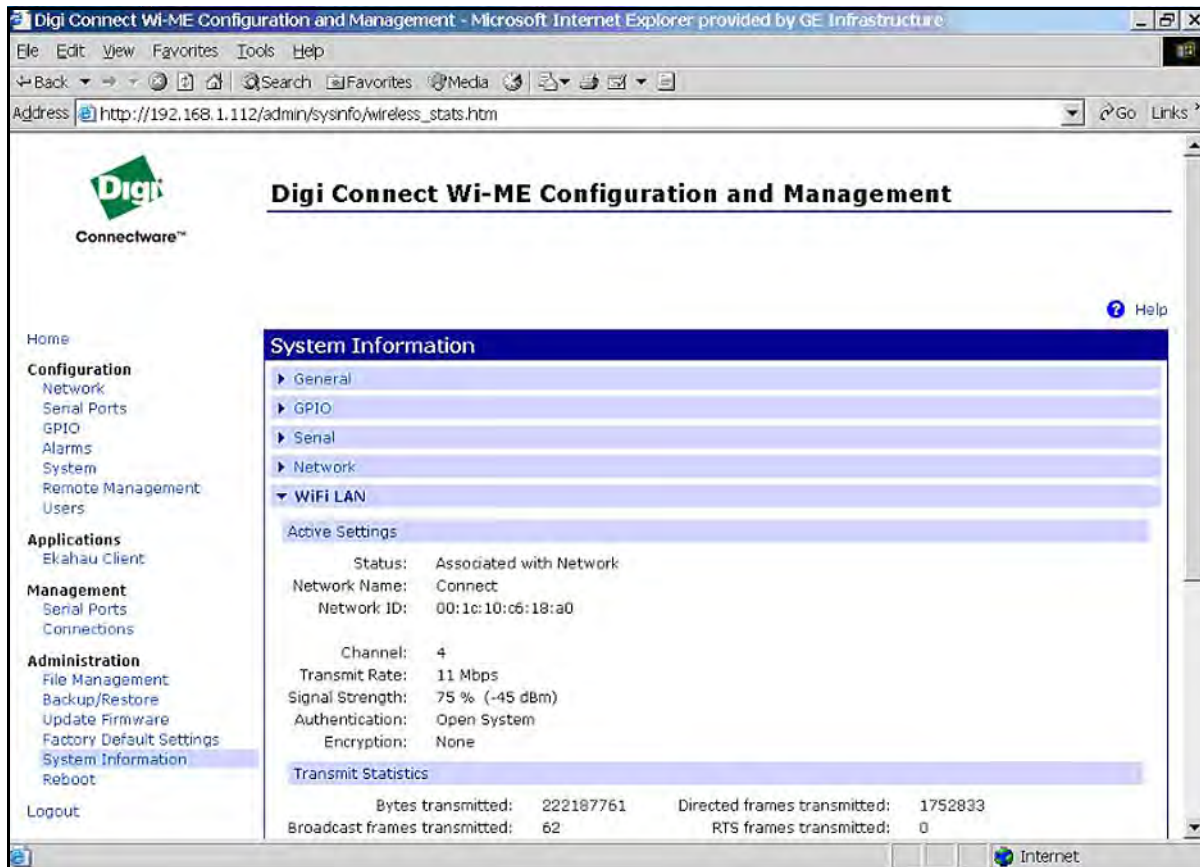 Digi Connect Wi-ME Configuration and Management - Microsoft Internet Explorer provided by GE Infrastructure
File Edit View Favorites Tools Help
Back Search Favorites Media
Address http://192.168.1.112/admin/sysinfo/wireless_stats.htm Go Links
Digi
Connectware™
Digi Connect Wi-ME Configuration and Management
Help
Home
Configuration
Network
Serial Ports
GPIO
Alarms
System
Remote Management
Users
Applications
Ekahau Client
Management
Serial Ports
Connections
Administration
File Management
Backup/Restore
Update Firmware
Factory Default Settings
System Information
Reboot
Logout
System Information
General
GPIO
Serial
Network
WiFi LAN
Active Settings
Status: Associated with Network
Network Name: Connect
Network ID: 00:1c:10:c6:18:a0
Channel: 4
Transmit Rate: 11 Mbps
Signal Strength: 75 % (-45 dBm)
Authentication: Open System
Encryption: None
Transmit Statistics
Bytes transmitted: 222187761 Directed frames transmitted: 1752833
Broadcast frames transmitted: 62 RTS frames transmitted: 0
Internet